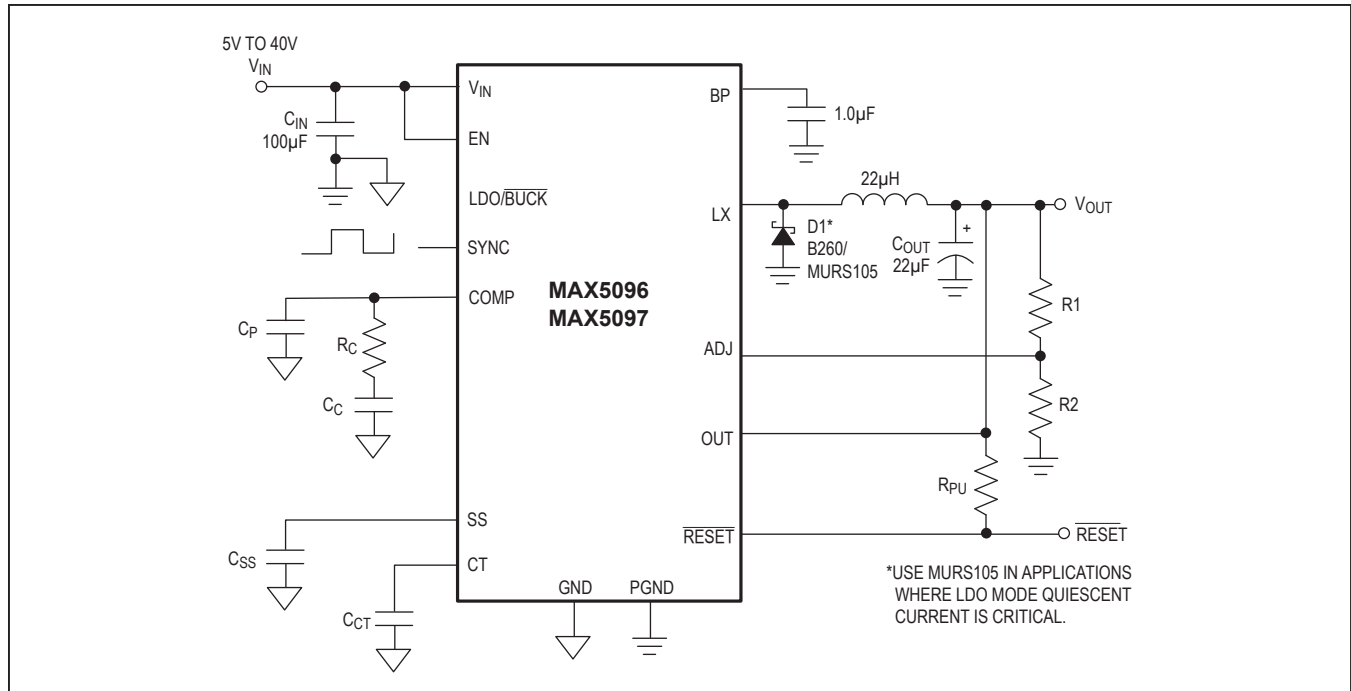 5V TO 40V
VIN
CIN
100µF
VIN
EN
LDO/BUCK
SYNC
COMP
CP
RC
CC
SS
CSS
CT
CCT
MAX5096
MAX5097
GND
PGND
BP
1.0µF
LX
22µH
D1*
B260/
MURS105
COUT
22µF
+
VOUT
R1
ADJ
R2
OUT
RPU
RESET
RESET
*USE MURS105 IN APPLICATIONS
WHERE LDO MODE QUIESCENT
CURRENT IS CRITICAL.